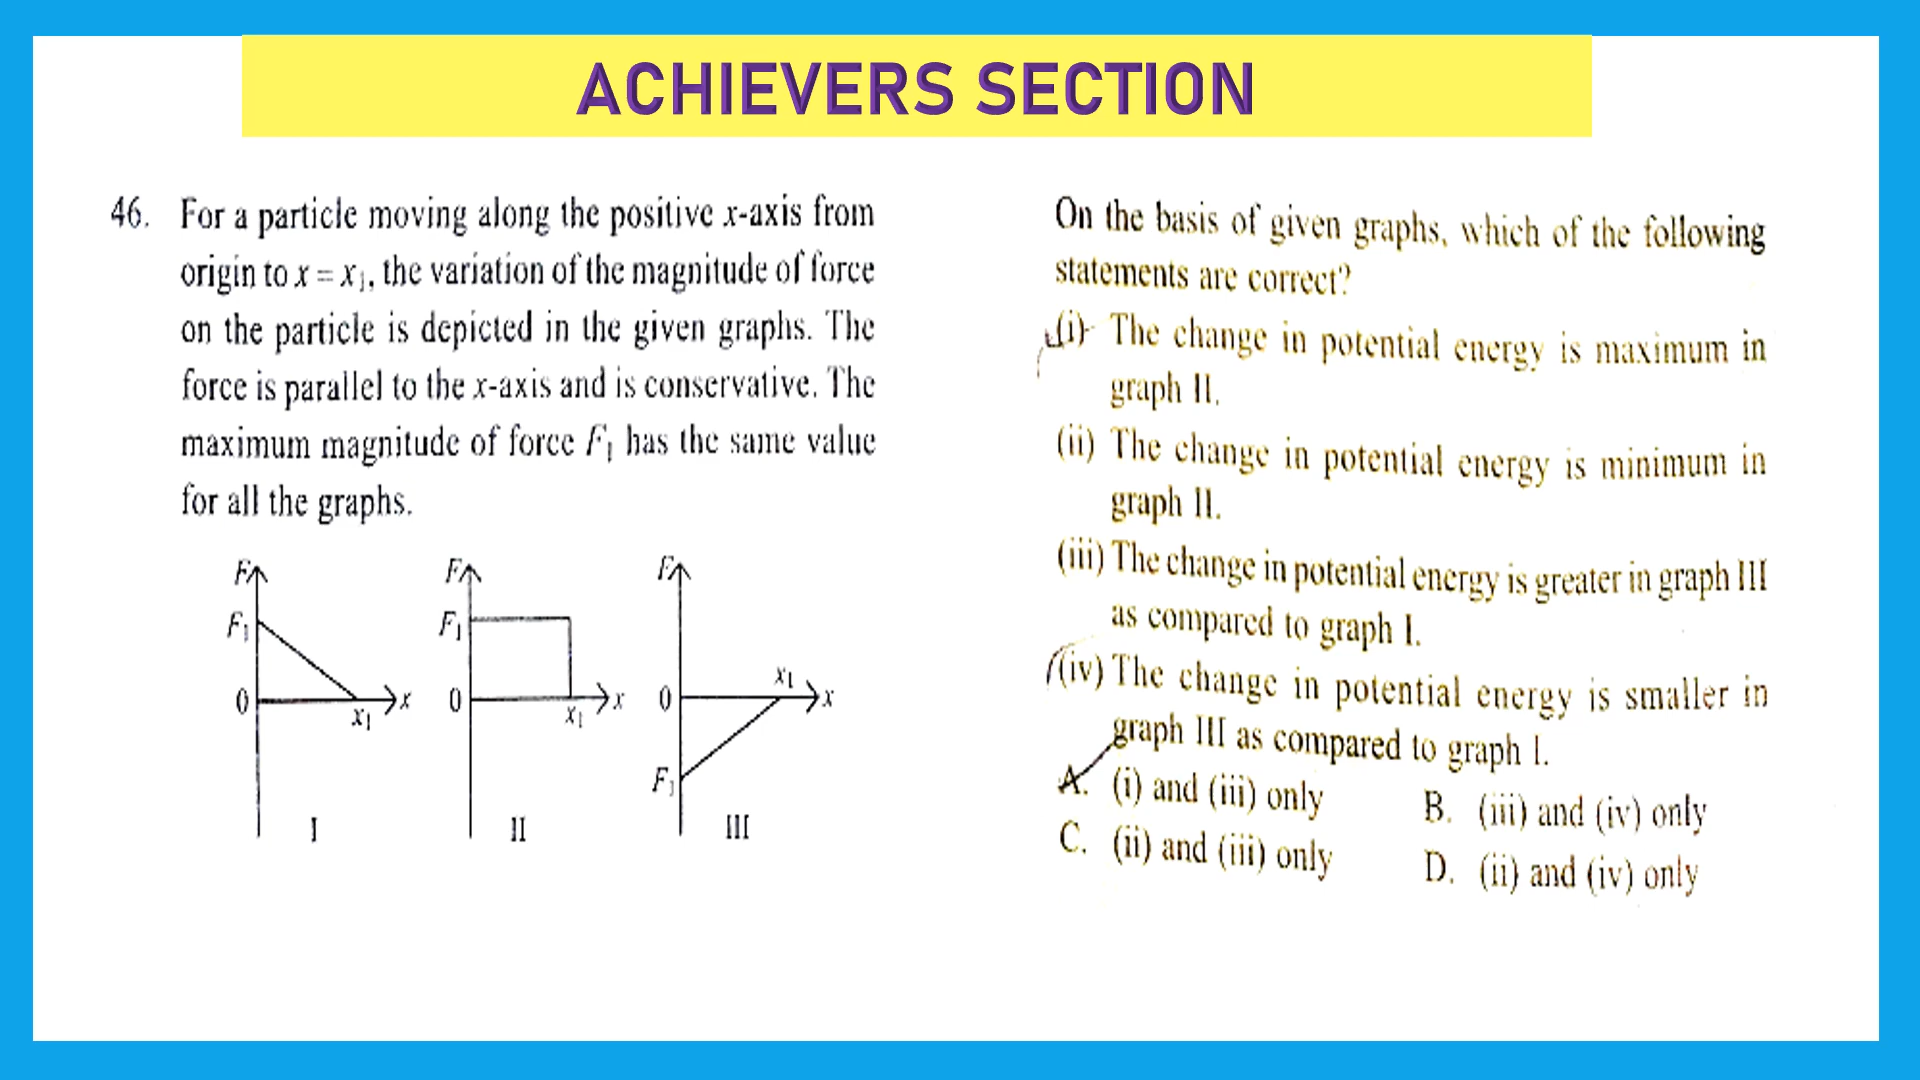 ACHIEVERS SECTION
46. For a particle moving along the positive x-axis from
origin to x = x₁, the variation of the magnitude of force
on the particle is depicted in the given graphs. The
force is parallel to the x-axis and is conservative. The
maximum magnitude of force F₁ has the same value
for all the graphs.
F
F₁
0
x₁
x
I
F
F₁
0
x₁
x
II
F
x₁
0
x
F₁
III
On the basis of given graphs, which of the following
statements are correct?
(i) The change in potential energy is maximum in
graph II.
(ii) The change in potential energy is minimum in
graph II.
(iii) The change in potential energy is greater in graph III
as compared to graph I.
(iv) The change in potential energy is smaller in
graph III as compared to graph I.
A. (i) and (iii) only
B. (iii) and (iv) only
C. (ii) and (iii) only
D. (ii) and (iv) only